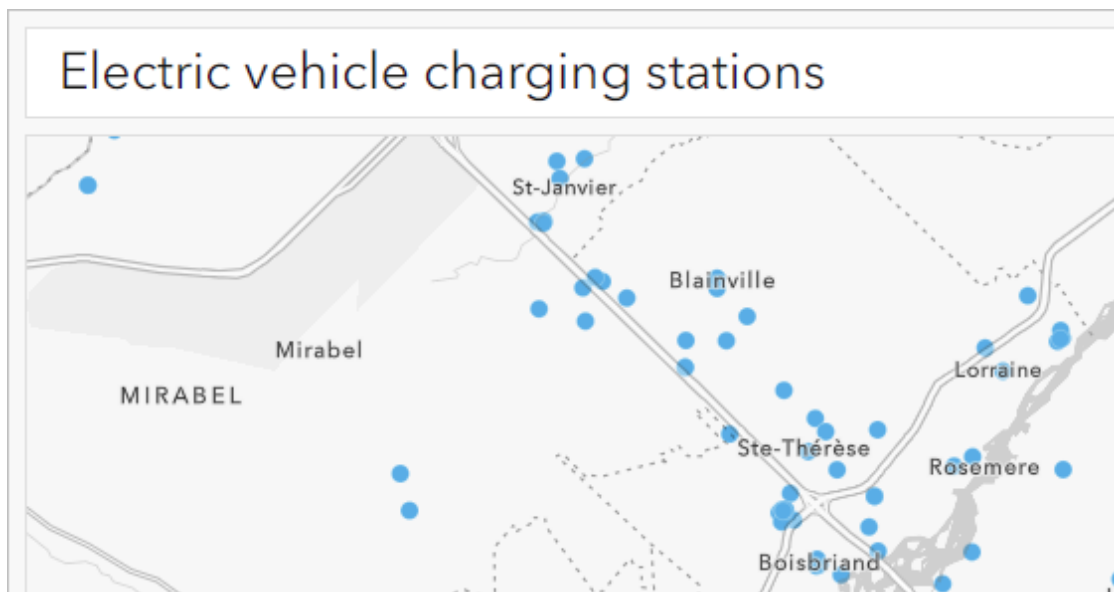 Electric vehicle charging stations
St-Janvier
Blainville
Mirabel
Lorraine
MIRABEL
Ste-Thérèse
Rosemere
Boisbriand